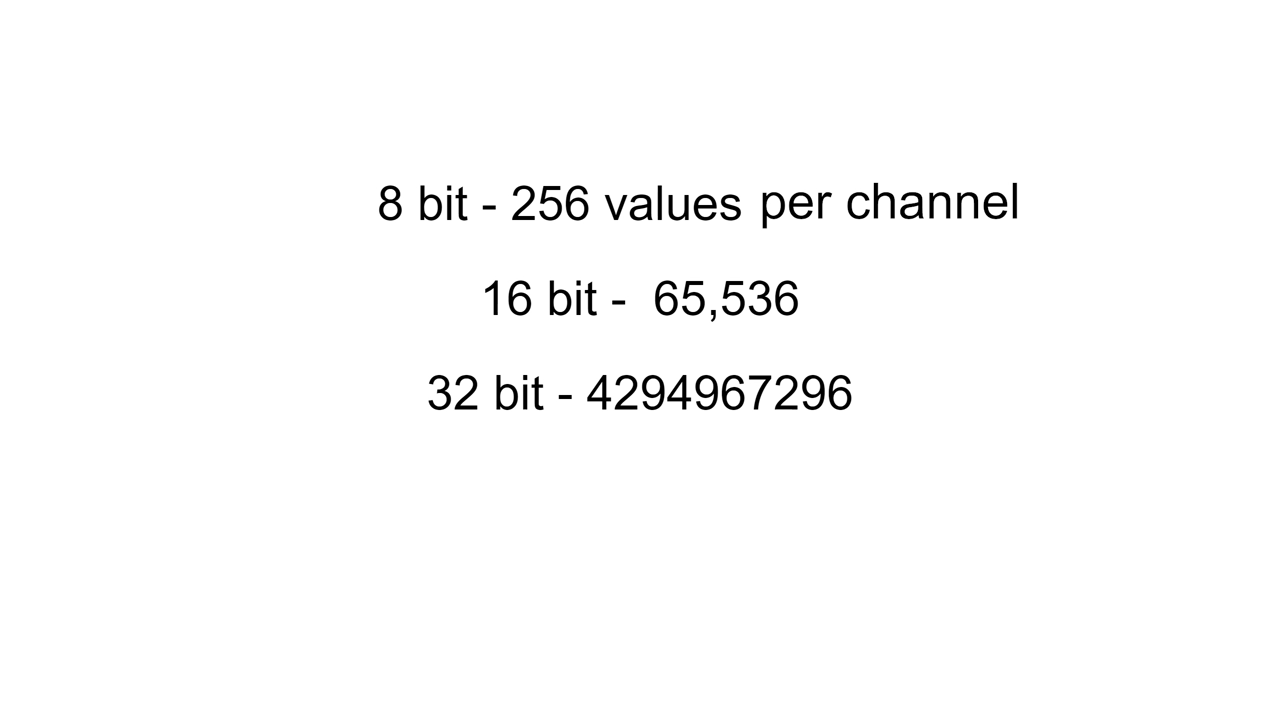 8 bit - 256 values per channel
16 bit -  65,536
32 bit - 4294967296